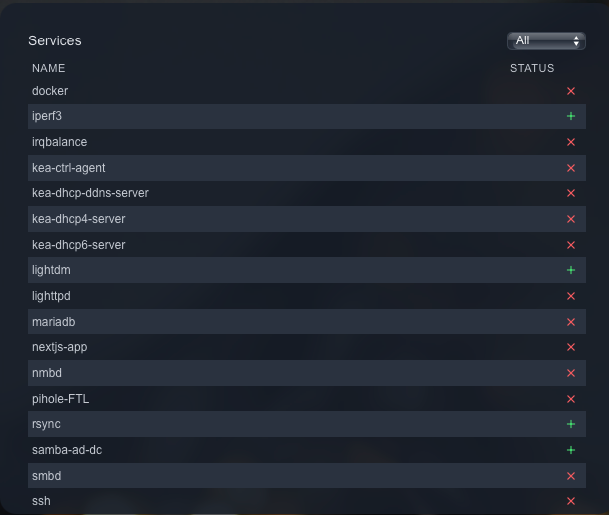 Services
All
NAME STATUS
docker
iperf3
irqbalance
kea-ctrl-agent
kea-dhcp-ddns-server
kea-dhcp4-server
kea-dhcp6-server
lightdm
lighttpd
mariadb
nextjs-app
nmbd
pihole-FTL
rsync
samba-ad-dc
smbd
ssh